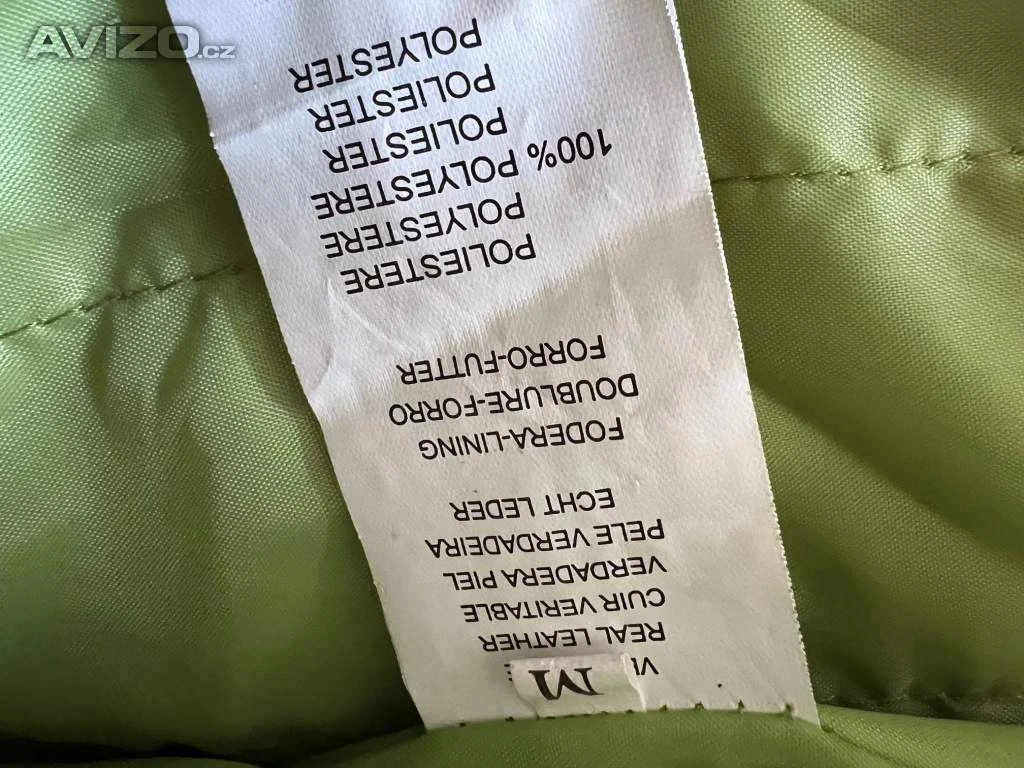 AVIZO.cz
M
REAL LEATHER
CUIR VERITABLE
VERDADERA PIEL
PELE VERDADEIRA
ECHT LEDER
FODERA-LINING
DOUBLURE-FORRO
FORRO-FUTTER
POLIESTERE
POLYESTERE
100% POLYESTERE
POLIESTER
POLIESTER
POLYESTER